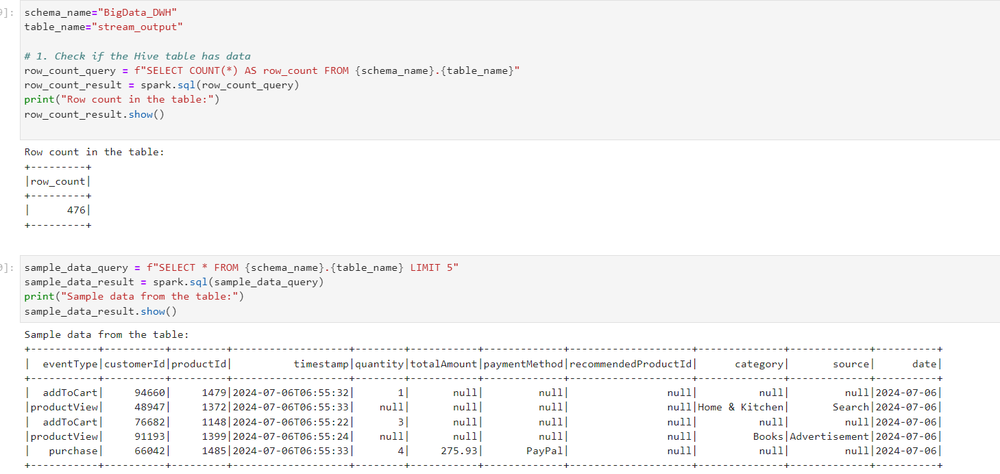 ]:
schema_name="BigData_DWH"
table_name="stream_output"
# 1. Check if the Hive table has data
row_count_query = f"SELECT COUNT(*) AS row_count FROM {schema_name}.{table_name}"
row_count_result = spark.sql(row_count_query)
print("Row count in the table:")
row_count_result.show()
Row count in the table:
+---------+
|row_count|
+---------+
|      476|
+---------+
]:
sample_data_query = f"SELECT * FROM {schema_name}.{table_name} LIMIT 5"
sample_data_result = spark.sql(sample_data_query)
print("Sample data from the table:")
sample_data_result.show()
Sample data from the table:
+-----------+----------+---------+-------------------+--------+-----------+-------------+--------------------+--------------+-------------+----------+
|  eventType|customerId|productId|          timestamp|quantity|totalAmount|paymentMethod|recommendedProductId|      category|       source|      date|
+-----------+----------+---------+-------------------+--------+-----------+-------------+--------------------+--------------+-------------+----------+
|  addToCart|     94660|     1479|2024-07-06T06:55:32|       1|       null|         null|                null|          null|         null|2024-07-06|
|productView|     48947|     1372|2024-07-06T06:55:33|    null|       null|         null|                null|Home & Kitchen|       Search|2024-07-06|
|  addToCart|     76682|     1148|2024-07-06T06:55:22|       3|       null|         null|                null|          null|         null|2024-07-06|
|productView|     91193|     1399|2024-07-06T06:55:24|    null|       null|         null|                null|         Books|Advertisement|2024-07-06|
|   purchase|     66042|     1485|2024-07-06T06:55:33|       4|     275.93|       PayPal|                null|          null|         null|2024-07-06|
+-----------+----------+---------+-------------------+--------+-----------+-------------+--------------------+--------------+-------------+----------+